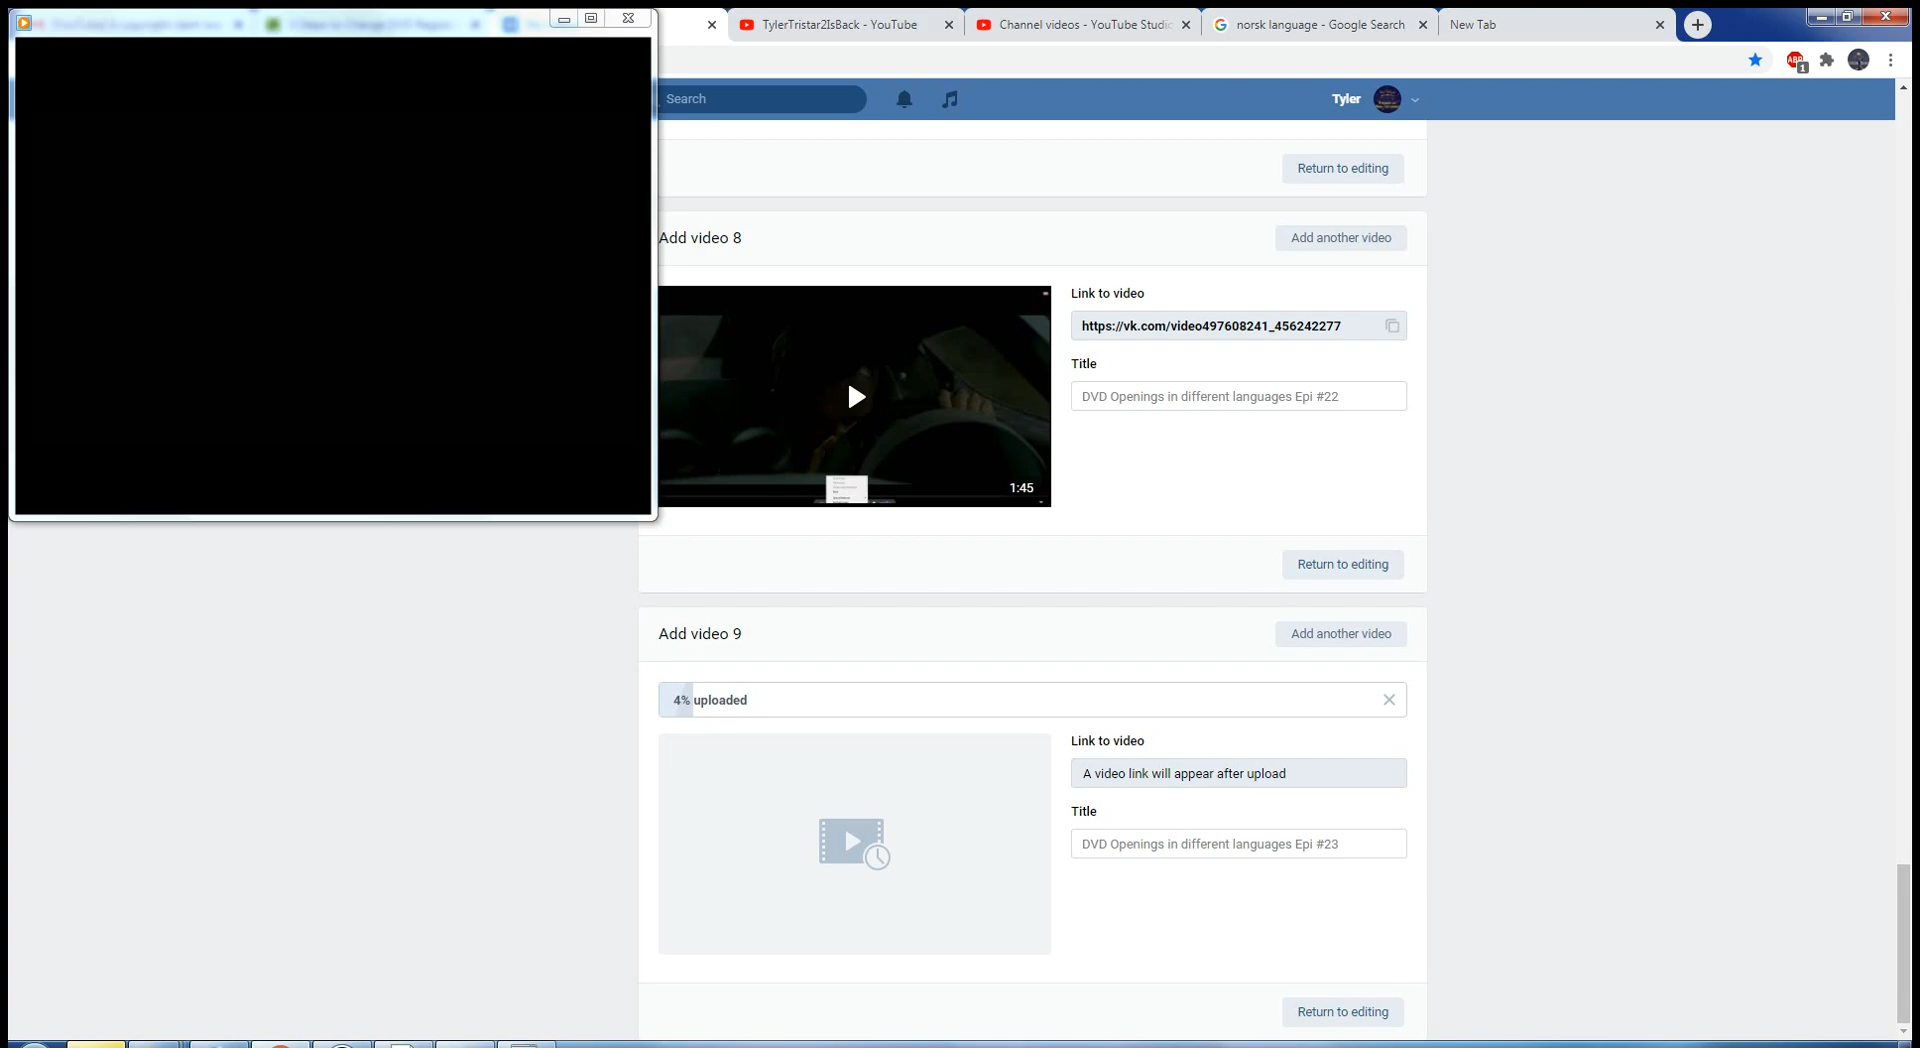 TylerTristar2IsBack - YouTube
Channel videos - YouTube Studio
norsk language - Google Search
New Tab
ABP
1
Search
Tyler
Return to editing
Add video 8
Add another video
Link to video
https://vk.com/video497608241_456242277
Title
DVD Openings in different languages Epi #22
1:45
Return to editing
Add video 9
Add another video
4% uploaded
Link to video
A video link will appear after upload
Title
DVD Openings in different languages Epi #23
Return to editing